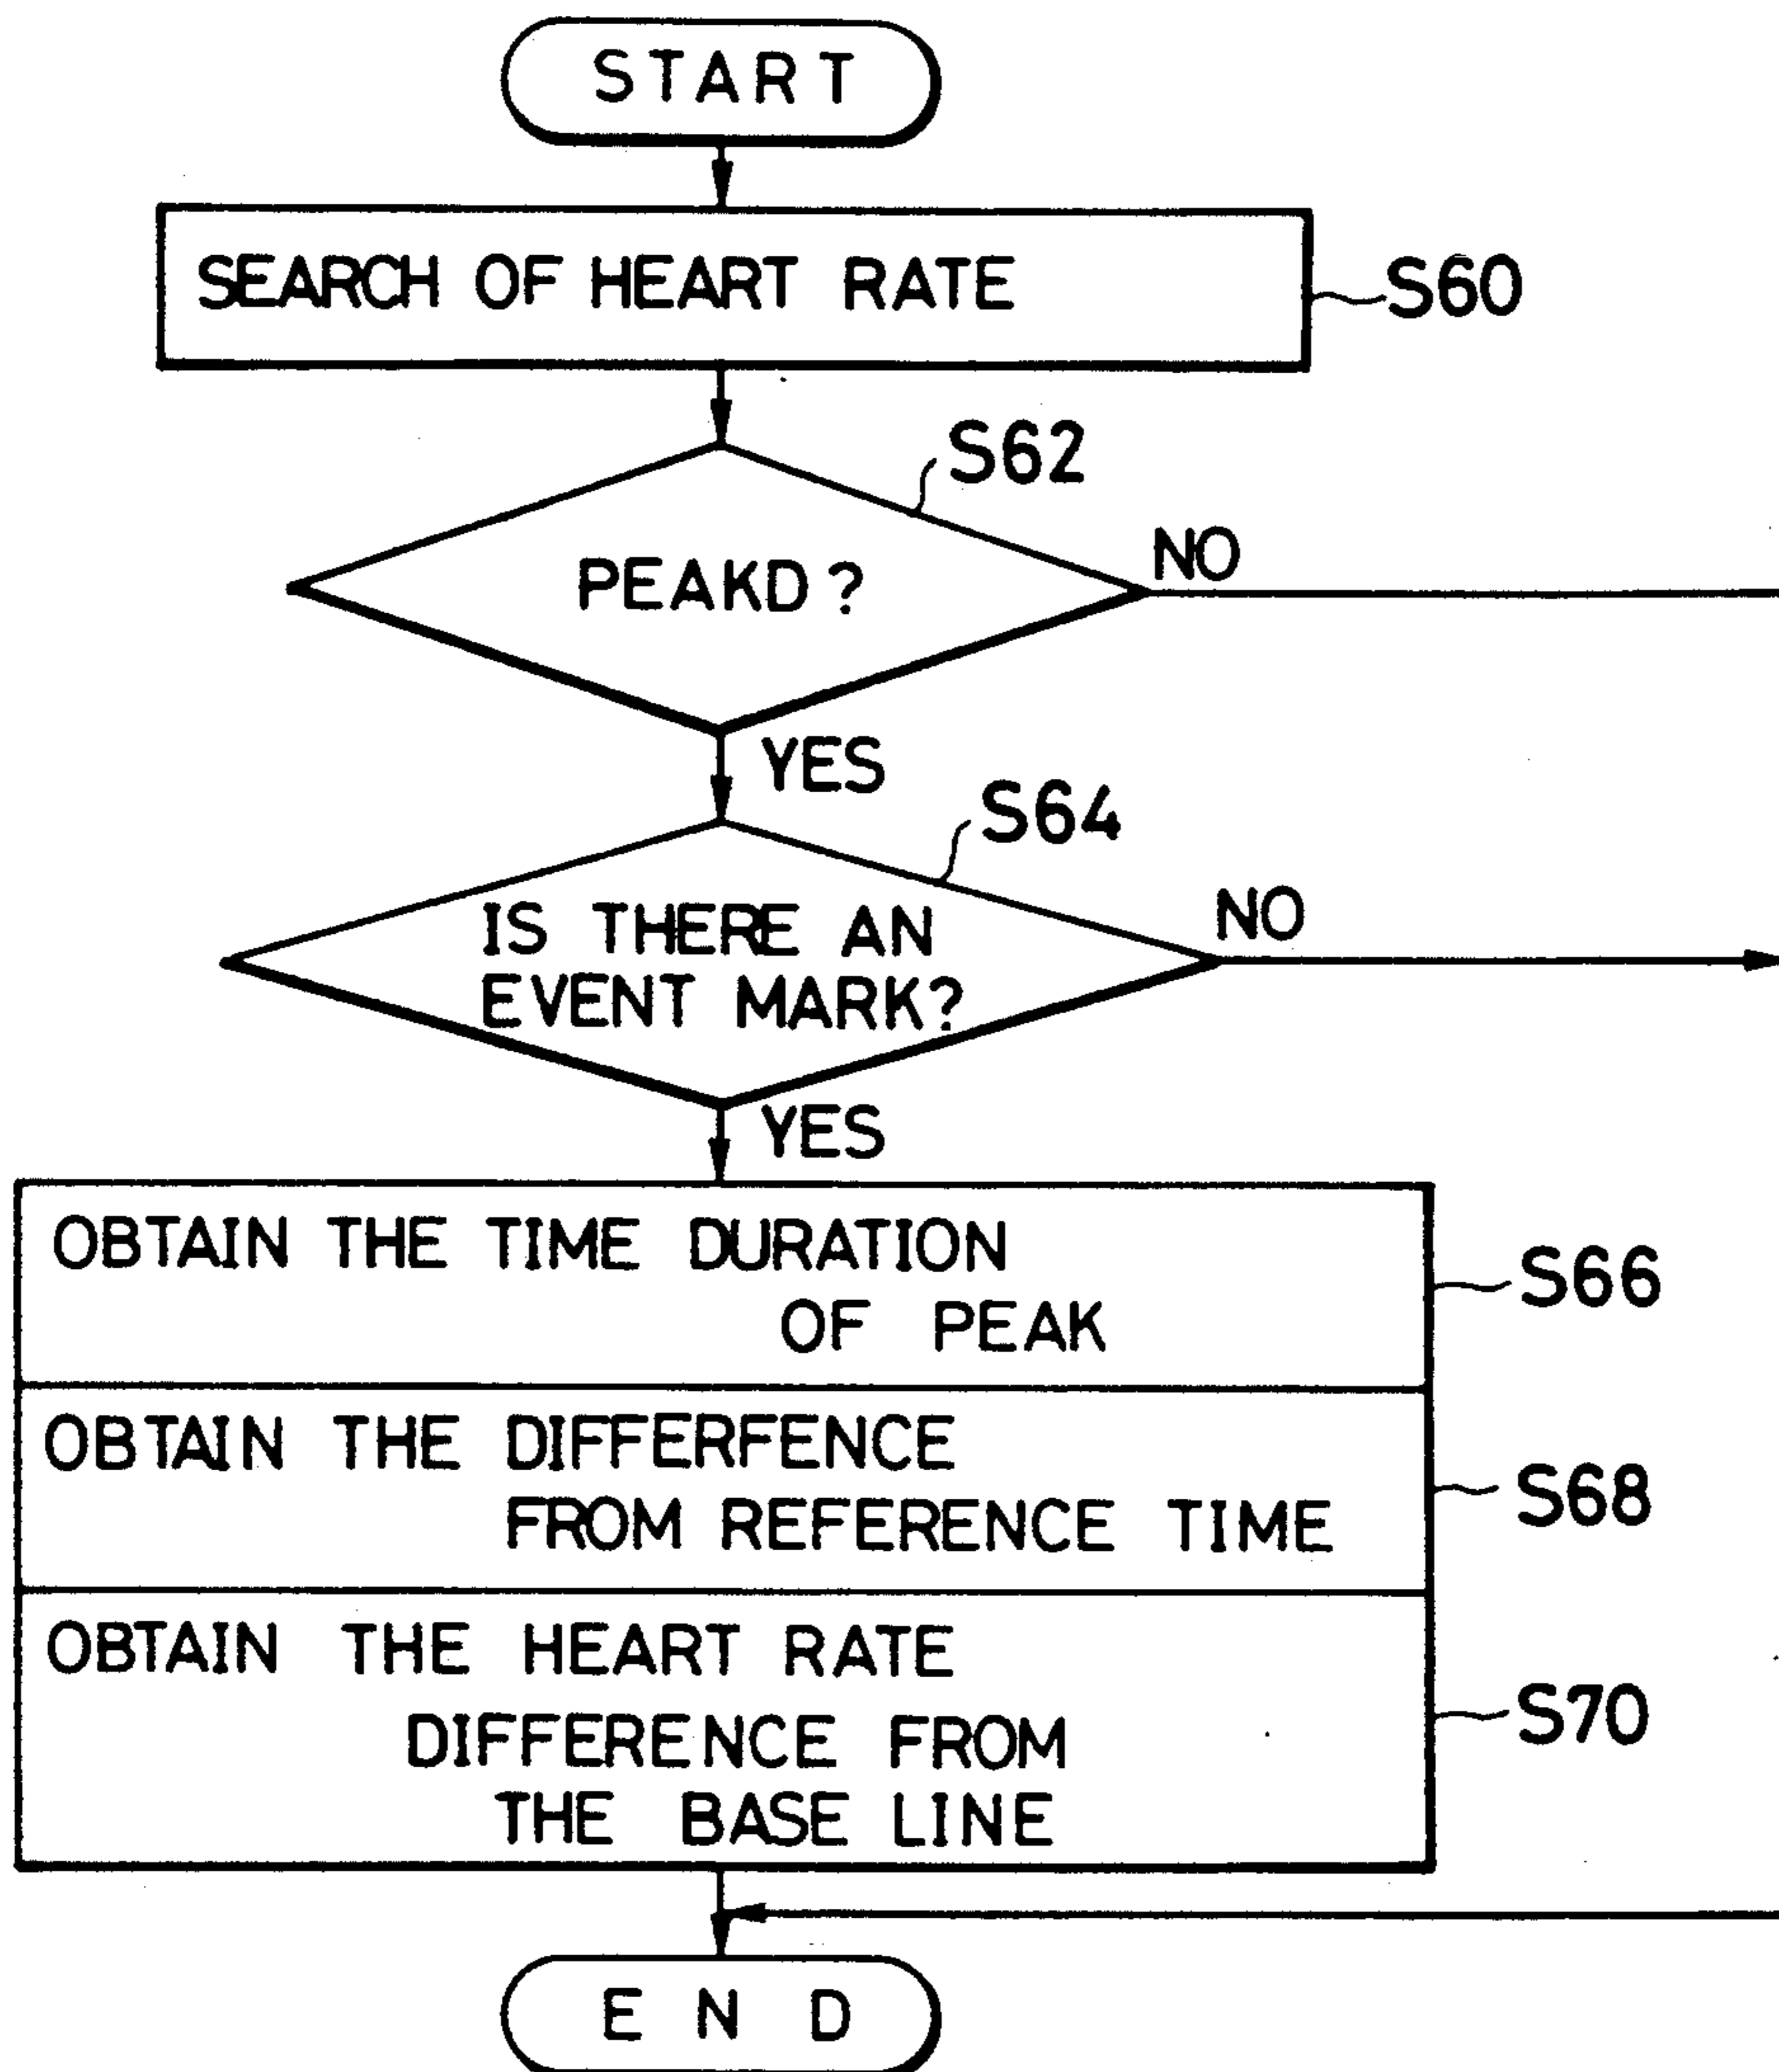 START
SEARCH OF HEART RATE
S60
S62
PEAKD?
NO
YES
S64
IS THERE AN
EVENT MARK?
NO
YES
OBTAIN THE TIME DURATION
OF PEAK
S66
OBTAIN THE DIFFERFENCE
FROM REFERENCE TIME
S68
OBTAIN THE HEART RATE
DIFFERENCE FROM
THE BASE LINE
S70
END